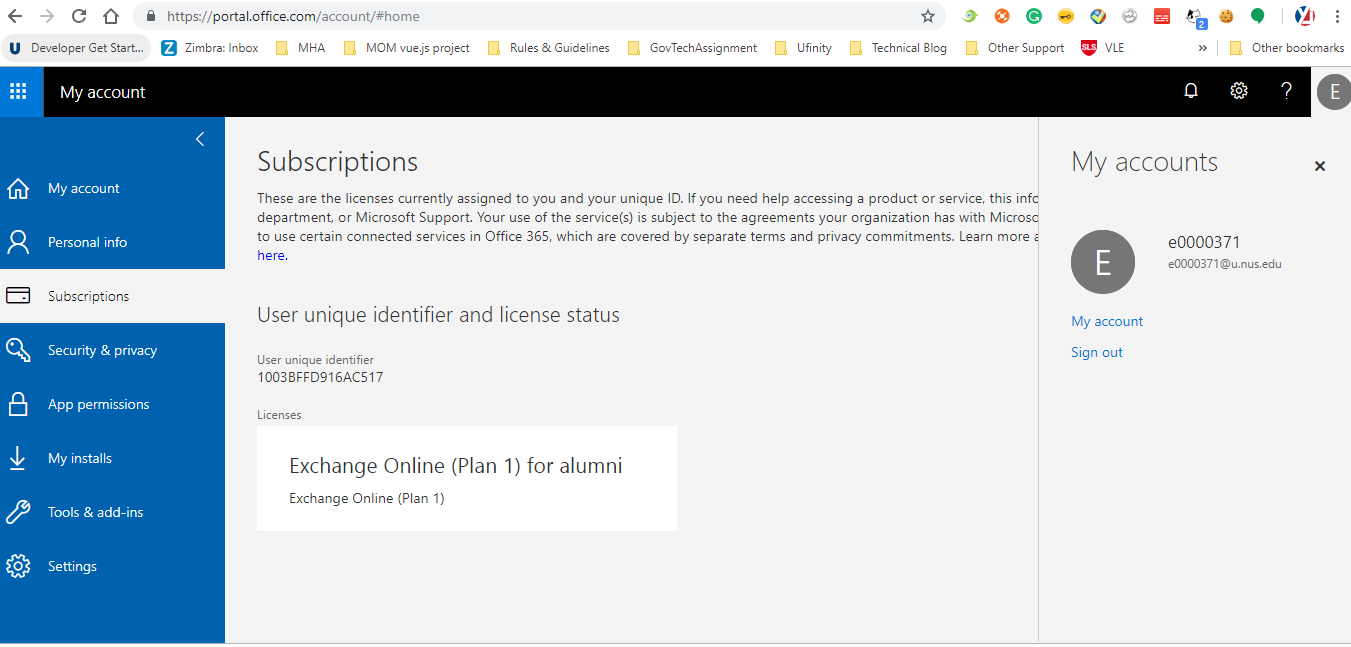 https://portal.office.com/account/#home
2
U Developer Get Start... Z Zimbra: Inbox MHA MOM vue.js project Rules & Guidelines GovTechAssignment Ufinity Technical Blog Other Support SLS VLE » Other bookmarks
My account ? E
My account
Personal info
Subscriptions
Security & privacy
App permissions
My installs
Tools & add-ins
Settings
Subscriptions
These are the licenses currently assigned to you and your unique ID. If you need help accessing a product or service, this info
department, or Microsoft Support. Your use of the service(s) is subject to the agreements your organization has with Microso
to use certain connected services in Office 365, which are covered by separate terms and privacy commitments. Learn more a
here.
User unique identifier and license status
User unique identifier
1003BFFD916AC517
Licenses
Exchange Online (Plan 1) for alumni
Exchange Online (Plan 1)
My accounts
E
e0000371
e0000371@u.nus.edu
My account
Sign out